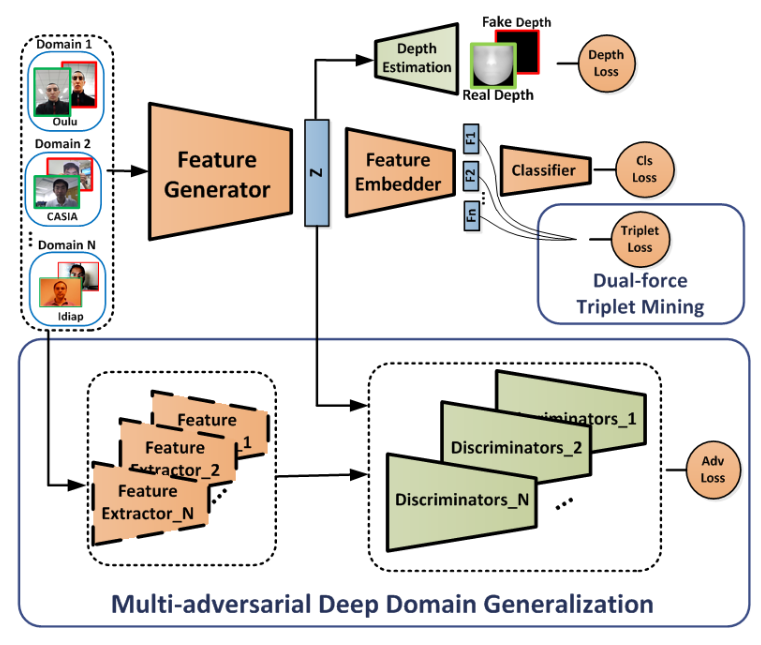 Domain 1
Oulu
Domain 2
CASIA
Domain N
Idiap
Feature
Generator
Z
Depth
Estimation
Fake Depth
Real Depth
Depth
Loss
Feature
Embedder
F1
F2
Fn
Classifier
Cls
Loss
Triplet
Loss
Dual-force
Triplet Mining
Feature
_1
Feature
Extractor_2
Feature
Extractor_N
Discriminators_1
Discriminators_2
Discriminators_N
Adv
Loss
Multi-adversarial Deep Domain Generalization